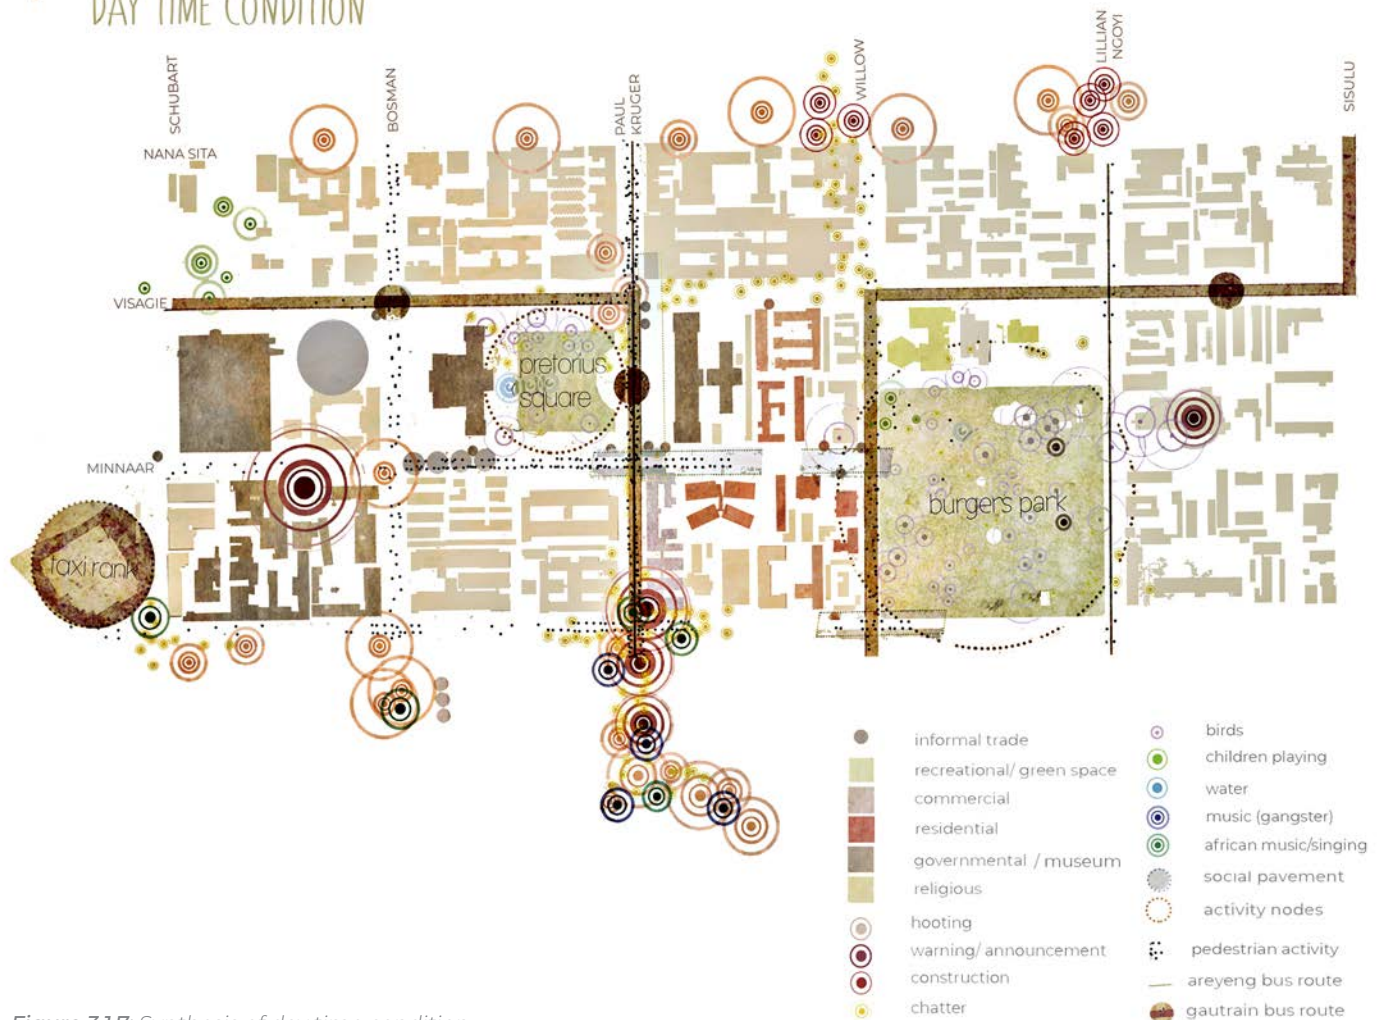 DAY TIME CONDITION
SCHUBART
BOSMAN
PAUL
KRUGER
WILLOW
LILLIAN
NGOYI
SISULU
NANA SITA
VISAGIE
pretorius
square
MINNAAR
burgers park
taxi rank
informal trade
recreational/ green space
commercial
residential
governmental / museum
religious
hooting
warning/ announcement
construction
chatter
birds
children playing
water
music (gangster)
african music/singing
social pavement
activity nodes
pedestrian activity
areyeng bus route
gautrain bus route